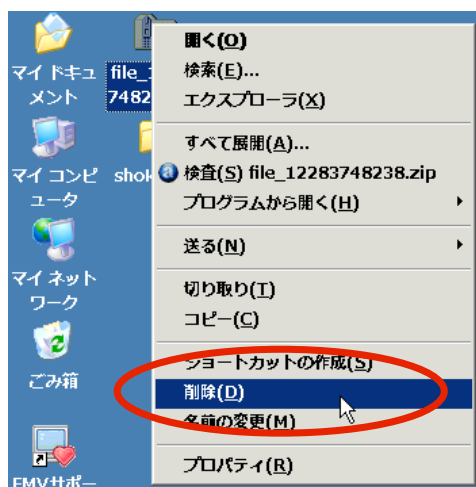 マイ ドキュ
メント
file_1
7482
マイ コンピ
ュータ
shok
マイ ネット
ワーク
ごみ箱
EMVサポー
開く(O)
検索(E)...
エクスプローラ(X)
すべて展開(A)...
検査(S) file_12283748238.zip
プログラムから開く(H)
送る(N)
切り取り(T)
コピー(C)
ショートカットの作成(S)
削除(D)
名前の変更(M)
プロパティ(R)